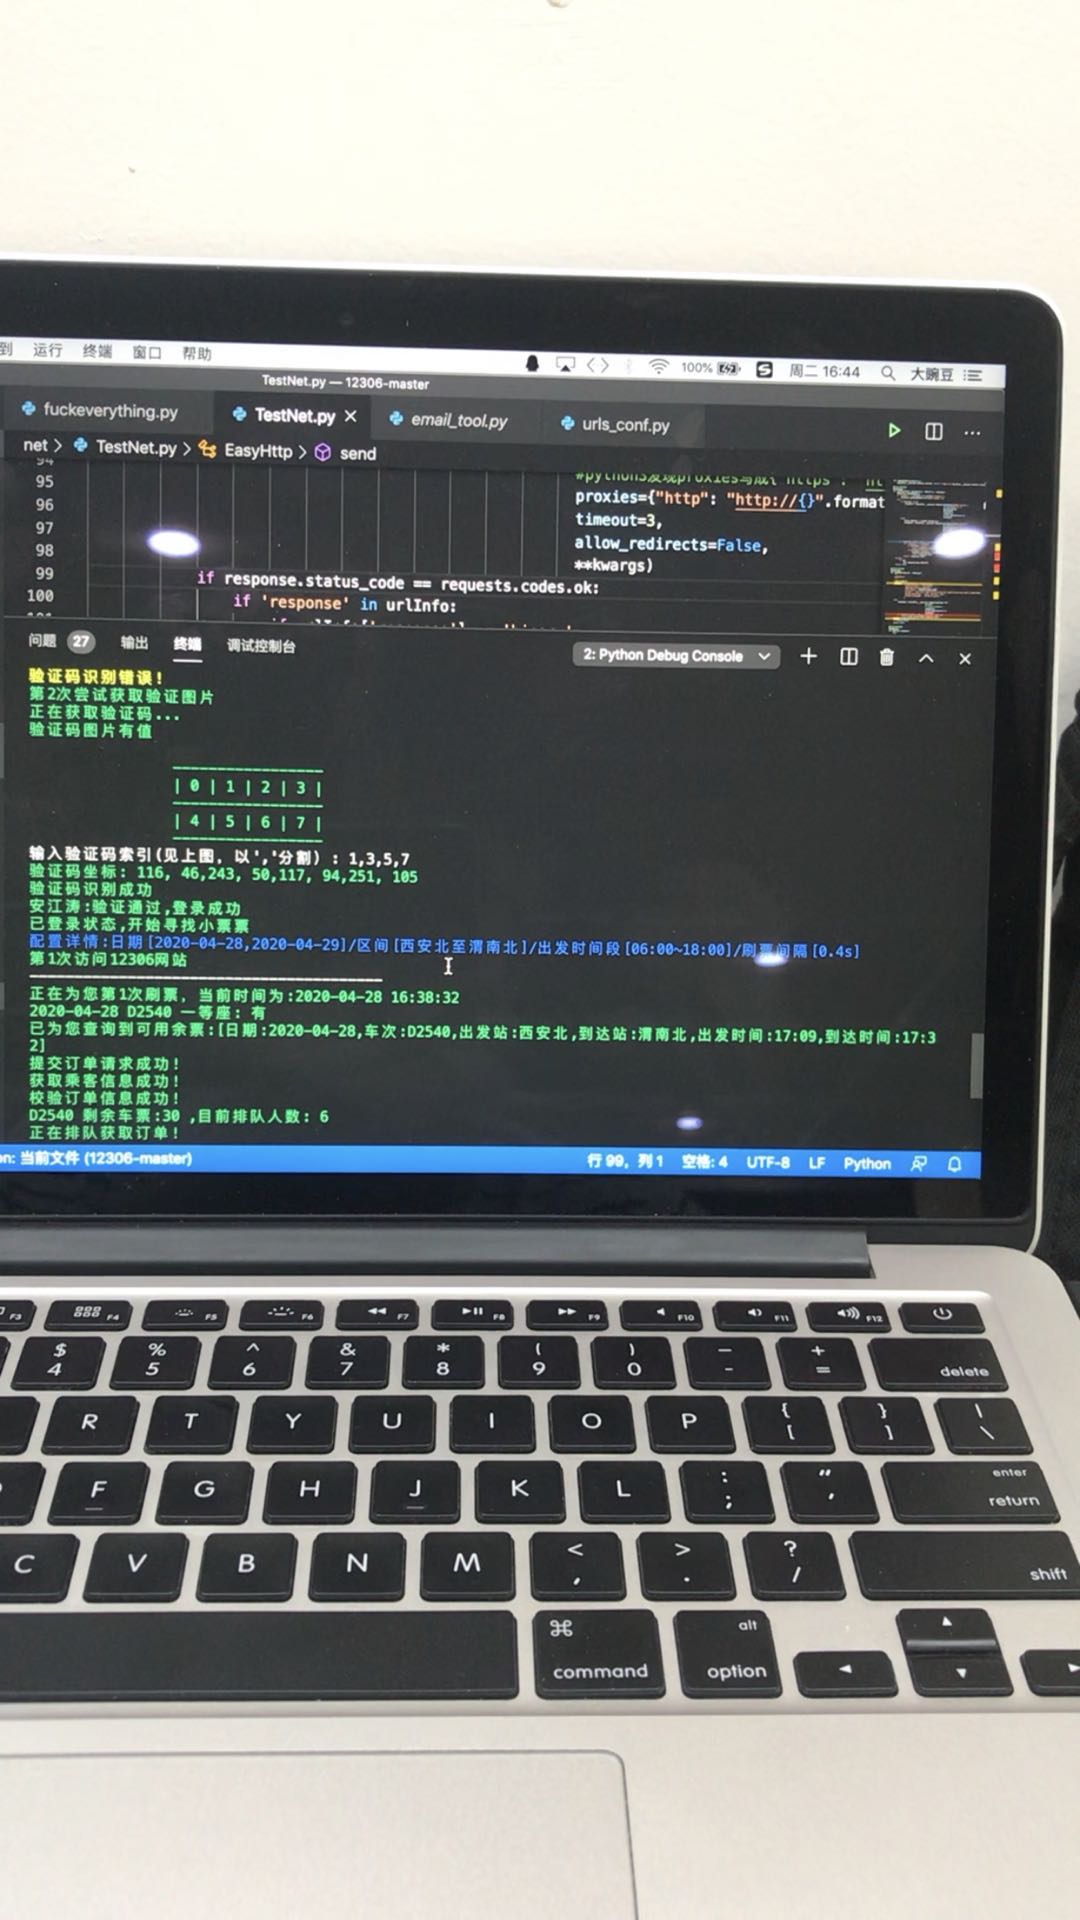 到 运行 终端 窗口 帮助 100% 周二 16:44 大豌豆
TestNet.py — 12306-master
fuckeverything.py TestNet.py email_tool.py urls_conf.py
net > TestNet.py > EasyHttp > send
94
95
96 proxies={"http": "http://{}".format
97 timeout=3,
98 allow_redirects=False,
**kwargs)
99 if response.status_code == requests.codes.ok:
100 if 'response' in urlInfo:
问题 27 输出 终端 调试控制台 2: Python Debug Console
验证码识别错误!
第2次尝试获取验证图片
正在获取验证码...
验证码图片有值
| 0 | 1 | 2 | 3 |
| 4 | 5 | 6 | 7 |
输入验证码索引(见上图, 以','分割) : 1,3,5,7
验证码坐标: 116, 46,243, 50,117, 94,251, 105
验证码识别成功
安江涛:验证通过,登录成功
已登录状态,开始寻找小票票
配置详情:日期[2020-04-28,2020-04-29]/区间[西安北至渭南北]/出发时间段[06:00~18:00]/刷票间隔[0.4s]
第1次访问12306网站
正在为您第1次刷票, 当前时间为:2020-04-28 16:38:32
2020-04-28 D2540 一等座: 有
已为您查询到可用余票:[日期:2020-04-28,车次:D2540,出发站:西安北,到达站:渭南北,出发时间:17:09,到达时间:17:3
2]
提交订单请求成功!
获取乘客信息成功!
校验订单信息成功!
D2540 剩余车票:30 ,目前排队人数: 6
正在排队获取订单!
on: 当前文件 (12306-master) 行 99, 列 1 空格: 4 UTF-8 LF Python
F3 F4 F5 F6 F7 F8 F9 F10 F11 F12
$ % ^ & * ( ) _ +
4 5 6 7 8 9 0 - = delete
R T Y U I O P { [ } ] | \
F G H J K L : ; " ' enter return
C V B N M < , > . ? / shift
⌘ alt
command option